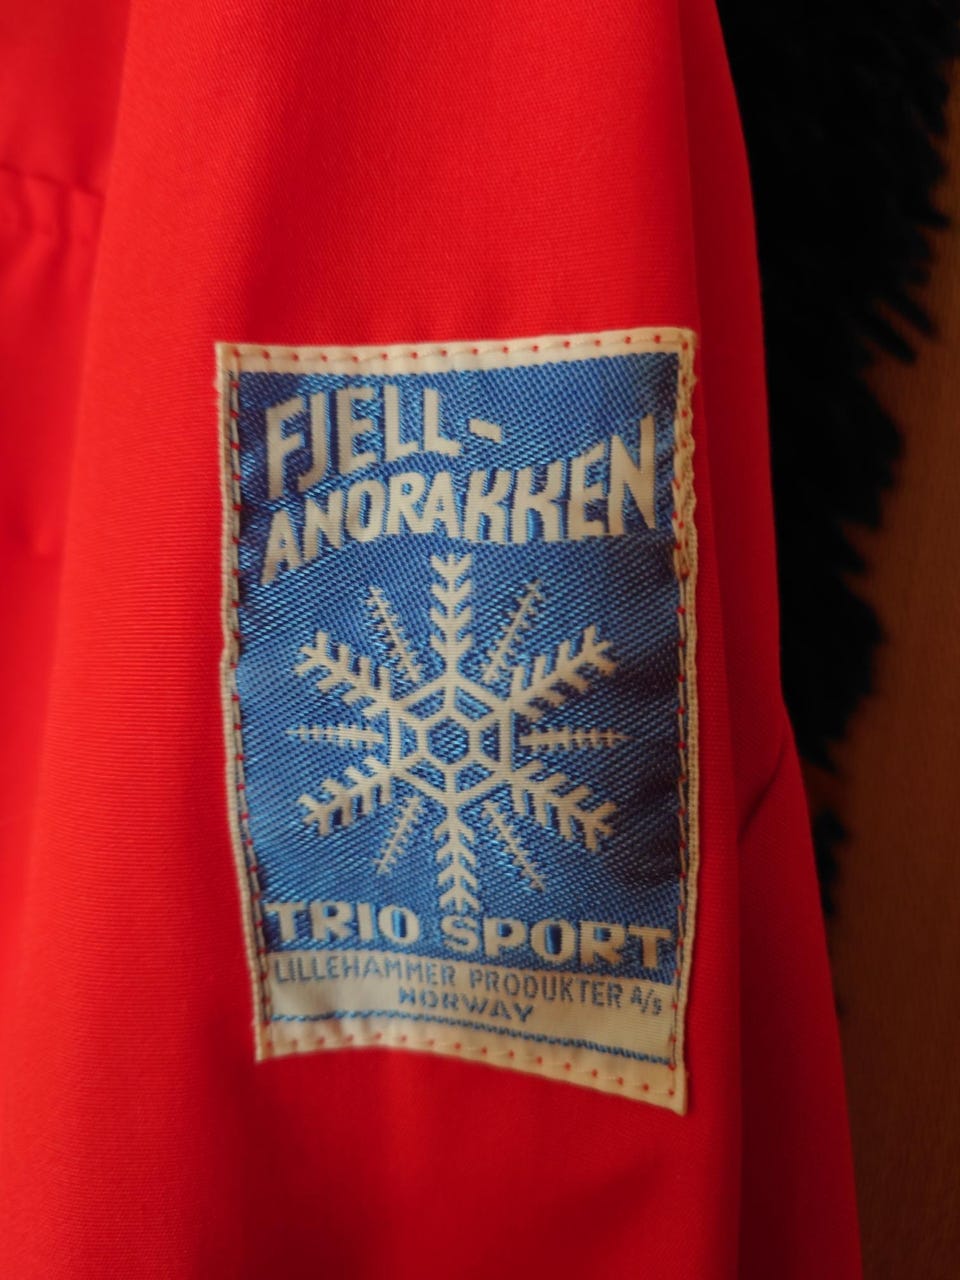 FJELL-
ANORAKKEN
TRIO SPORT
LILLEHAMMER PRODUKTER A/S
NORWAY